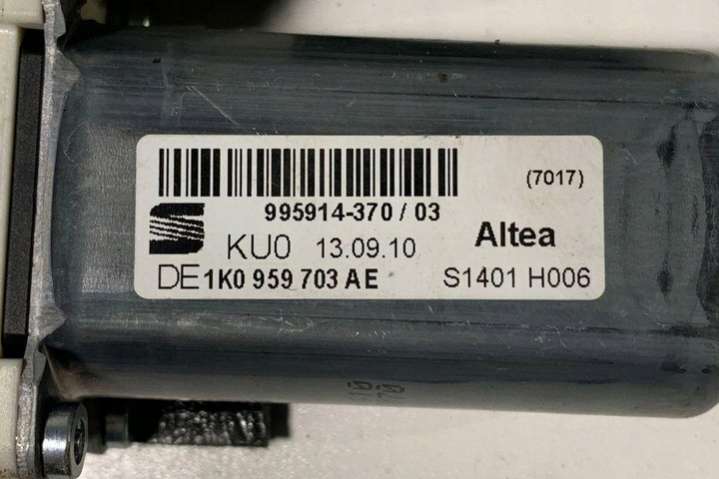 (7017)
995914-370 / 03
KU0 13.09.10 Altea
DE 1K0 959 703 AE S1401 H006